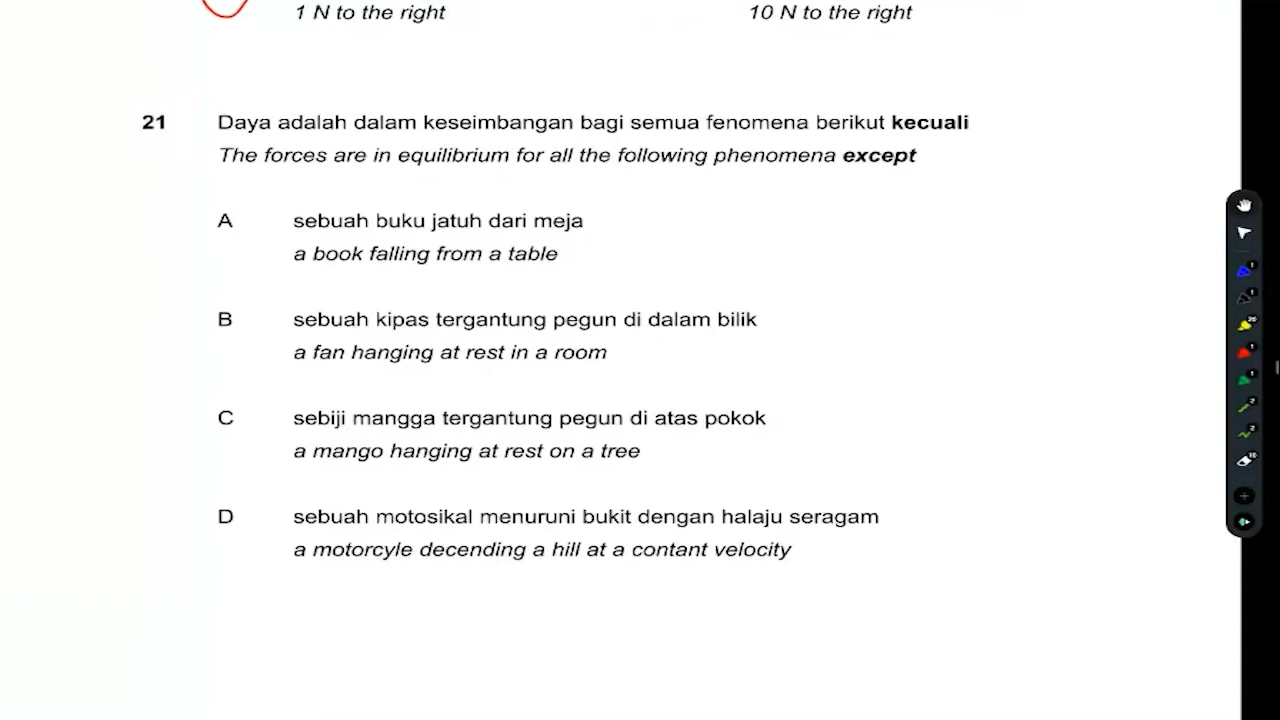 1 N to the right 10 N to the right
21 Daya adalah dalam keseimbangan bagi semua fenomena berikut kecuali
The forces are in equilibrium for all the following phenomena except
A sebuah buku jatuh dari meja
a book falling from a table
B sebuah kipas tergantung pegun di dalam bilik
a fan hanging at rest in a room
C sebiji mangga tergantung pegun di atas pokok
a mango hanging at rest on a tree
D sebuah motosikal menuruni bukit dengan halaju seragam
a motorcyle decending a hill at a contant velocity